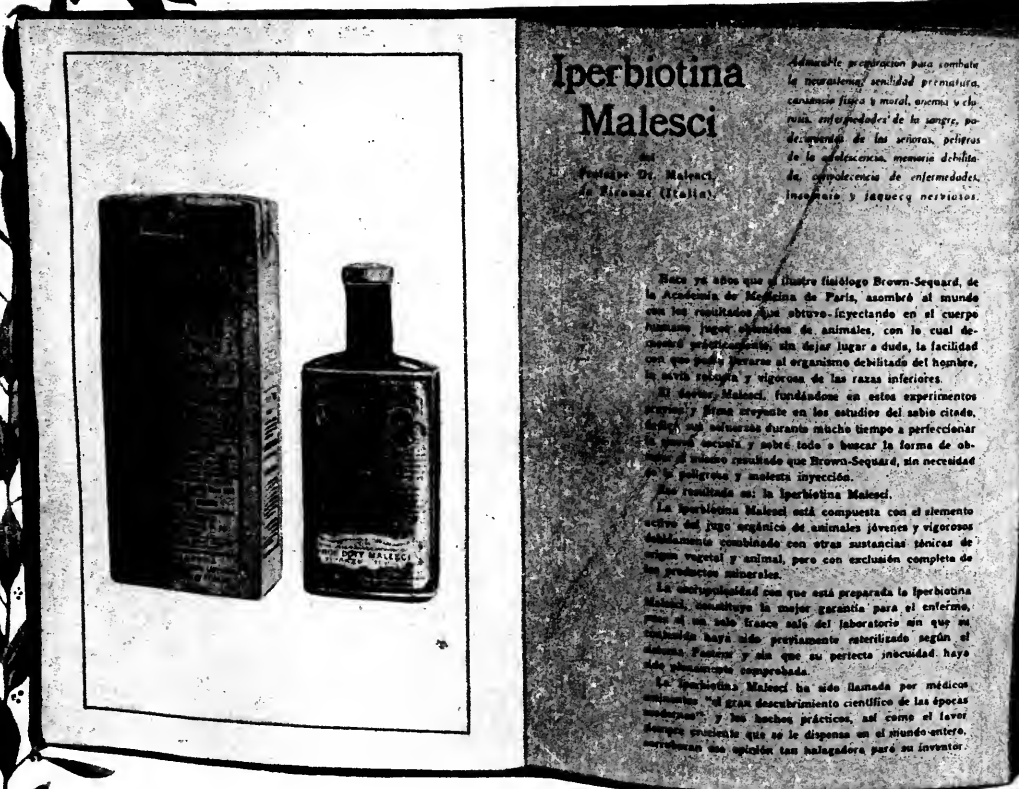 Iperbiotina
Malesci
del
Profesor Dr. Malesci,
de Firenze (Italia)
Admirable preparación para combatir
la neurastenia, senilidad prematura,
cansancio físico y moral, anemia y clo-
rosis, enfermedades de la sangre, pa-
decimientos de las señoras, peligros
de la adolescencia, memoria debilita-
da, convalecencia de enfermedades,
insomnio y jaqueca nerviosos.
Hace ya años que el ilustre fisiólogo Brown-Sequard, de
la Academia de Medicina de París, asombró al mundo
con los resultados que obtuvo inyectando en el cuerpo
humano jugos obtenidos de animales, con lo cual de-
mostró prácticamente, sin dejar lugar a duda, la facilidad
con que podía llevarse al organismo debilitado del hombre,
la savia robusta y vigorosa de las razas inferiores.
El doctor Malesci, fundándose en estos experimentos
previos y firme creyente en los estudios del sabio citado,
dedicó sus esfuerzos durante mucho tiempo a perfeccionar
la nueva escuela y sobre todo a buscar la forma de ob-
tener el mismo resultado que Brown-Sequard, sin necesidad
de la peligrosa y molesta inyección.
Ese resultado es: la Iperbiotina Malesci.
La Iperbiotina Malesci está compuesta con el elemento
activo del jugo orgánico de animales jóvenes y vigorosos
debidamente combinado con otras sustancias tónicas de
origen vegetal y animal, pero con exclusión completa de
los productos minerales.
La escrupulosidad con que está preparada la Iperbiotina
Malesci, constituye la mejor garantía para el enfermo,
pues ni un solo frasco sale del laboratorio sin que su
contenido haya sido previamente esterilizado según el
sistema Pasteur y sin que su perfecta inocuidad haya
sido plenamente comprobada.
La Iperbiotina Malesci ha sido llamada por médicos
eminentes "el gran descubrimiento científico de las épocas
modernas" y los hechos prácticos, así como el favor
siempre creciente que se le dispensa en el mundo entero,
corroboran esa opinión tan halagadora para su inventor.
DOTT MALESCI